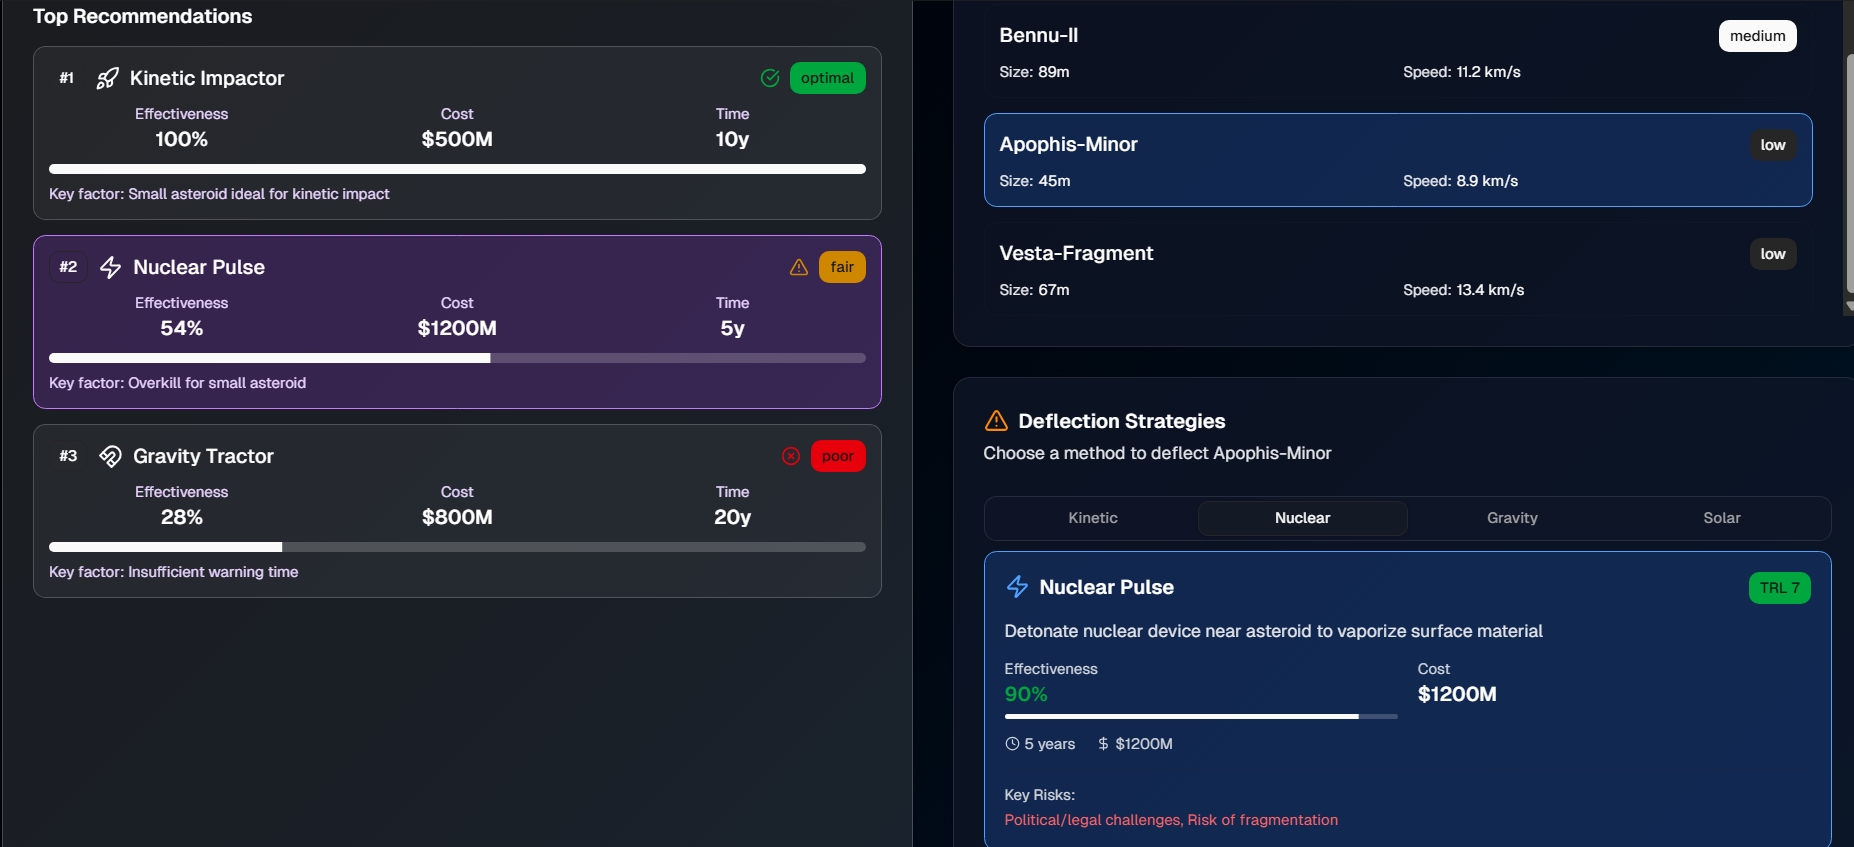 Top Recommendations
#1 Kinetic Impactor optimal
Effectiveness Cost Time
100% $500M 10y
Key factor: Small asteroid ideal for kinetic impact
#2 Nuclear Pulse fair
Effectiveness Cost Time
54% $1200M 5y
Key factor: Overkill for small asteroid
#3 Gravity Tractor poor
Effectiveness Cost Time
28% $800M 20y
Key factor: Insufficient warning time
Bennu-II medium
Size: 89m Speed: 11.2 km/s
Apophis-Minor low
Size: 45m Speed: 8.9 km/s
Vesta-Fragment low
Size: 67m Speed: 13.4 km/s
Deflection Strategies
Choose a method to deflect Apophis-Minor
Kinetic Nuclear Gravity Solar
Nuclear Pulse TRL 7
Detonate nuclear device near asteroid to vaporize surface material
Effectiveness Cost
90% $1200M
5 years $ $1200M
Key Risks:
Political/legal challenges, Risk of fragmentation